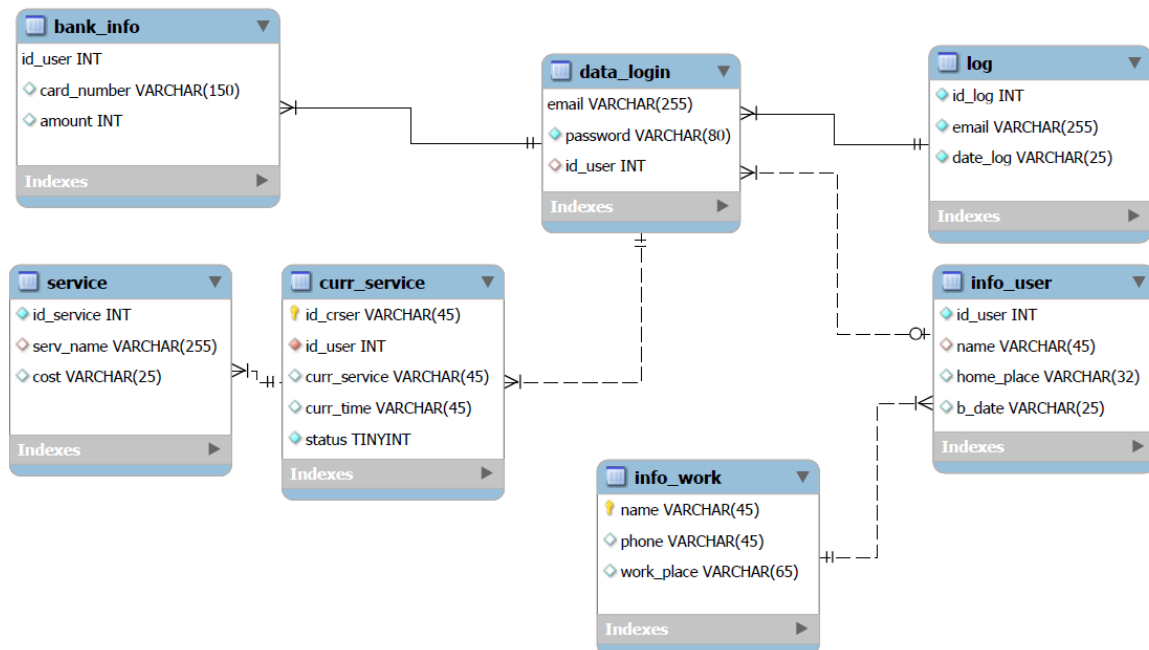 bank_info
id_user INT
card_number VARCHAR(150)
amount INT
Indexes
data_login
email VARCHAR(255)
password VARCHAR(80)
id_user INT
Indexes
log
id_log INT
email VARCHAR(255)
date_log VARCHAR(25)
Indexes
service
id_service INT
serv_name VARCHAR(255)
cost VARCHAR(25)
Indexes
curr_service
id_crser VARCHAR(45)
id_user INT
curr_service VARCHAR(45)
curr_time VARCHAR(45)
status TINYINT
Indexes
info_user
id_user INT
name VARCHAR(45)
home_place VARCHAR(32)
b_date VARCHAR(25)
Indexes
info_work
name VARCHAR(45)
phone VARCHAR(45)
work_place VARCHAR(65)
Indexes